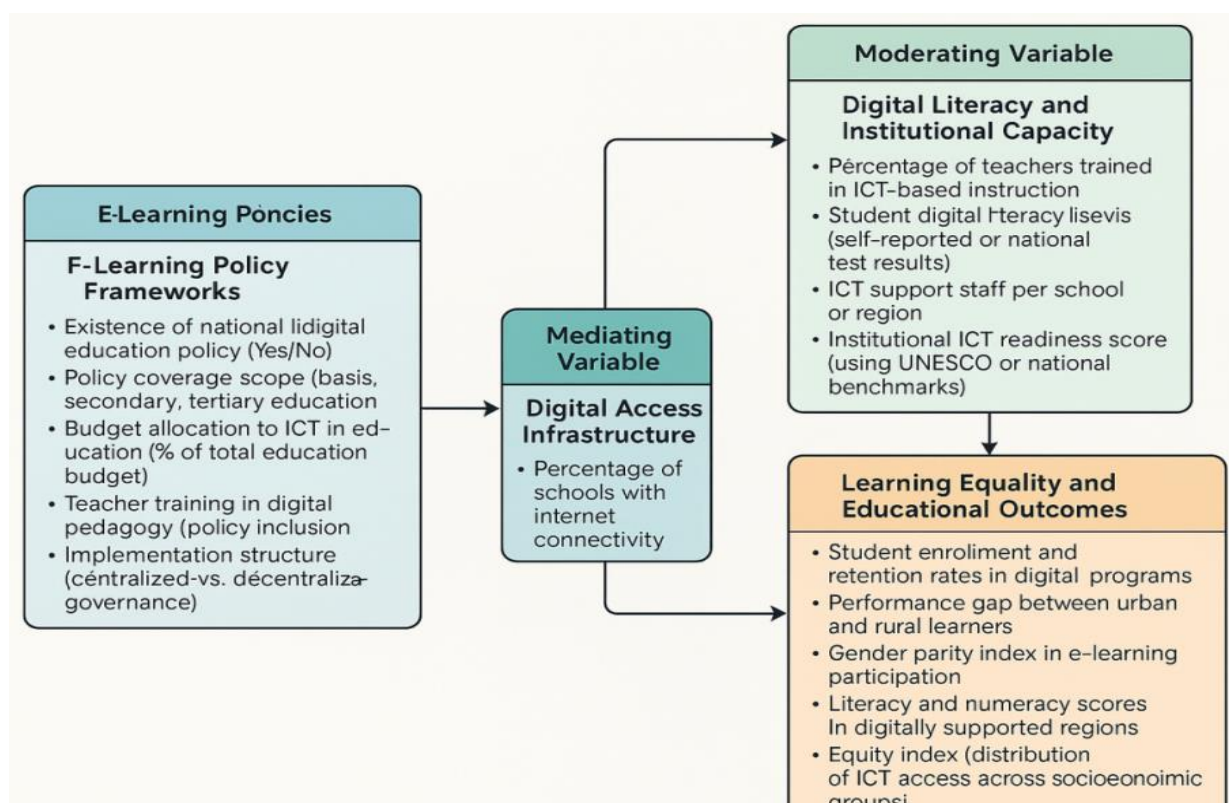 E-Learning Póncies
F-Learning Policy
Frameworks
• Existence of national lidigital
education policy (Yes/No)
• Policy coverage scope (basis,
secondary, tertiary education
• Budget allocation to ICT in ed-
ucation (% of total education
budget)
• Teacher training in digital
pedagogy (policy inclusion
• Implementation structure
(céntralized-vs. décentraliza-
governance)
Mediating
Variable
Digital Access
Infrastructure
• Percentage of
schools with
internet
connectivity
Moderating Variable
Digital Literacy and
Institutional Capacity
• Pércentage of teachers trained
in ICT-based instruction
• Student digital hteracy lisevis
(self-reported or national
test results)
• ICT support staff per school
or region
• Institutional ICT readiness score
(using UNESCO or national
benchmarks)
Learning Equality and
Educational Outcomes
• Student enroliment and
retention rates in digital programs
• Performance gap between urban
and rural learners
• Gender parity index in e-learning
participation
• Literacy and numeracy scores
In digitally supported regions
• Equity index (distribution
of ICT access across socioeonoimic